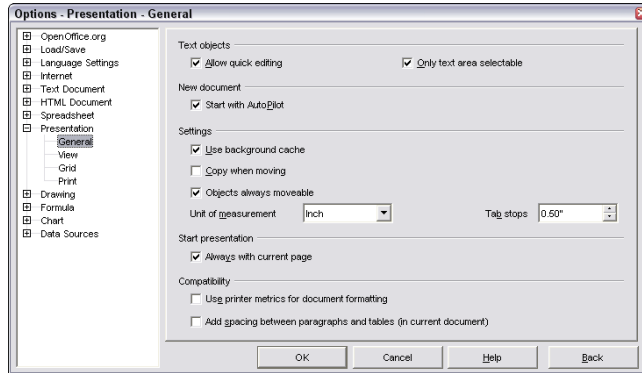 Options - Presentation - General
OpenOffice.org
Load/Save
Language Settings
Internet
Text Document
HTML Document
Spreadsheet
Presentation
General
View
Grid
Print
Drawing
Formula
Chart
Data Sources
Text objects
Allow quick editing
Only text area selectable
New document
Start with AutoPilot
Settings
Use background cache
Copy when moving
Objects always moveable
Unit of measurement Inch Tab stops 0.50"
Start presentation
Always with current page
Compatibility
Use printer metrics for document formatting
Add spacing between paragraphs and tables (in current document)
OK Cancel Help Back